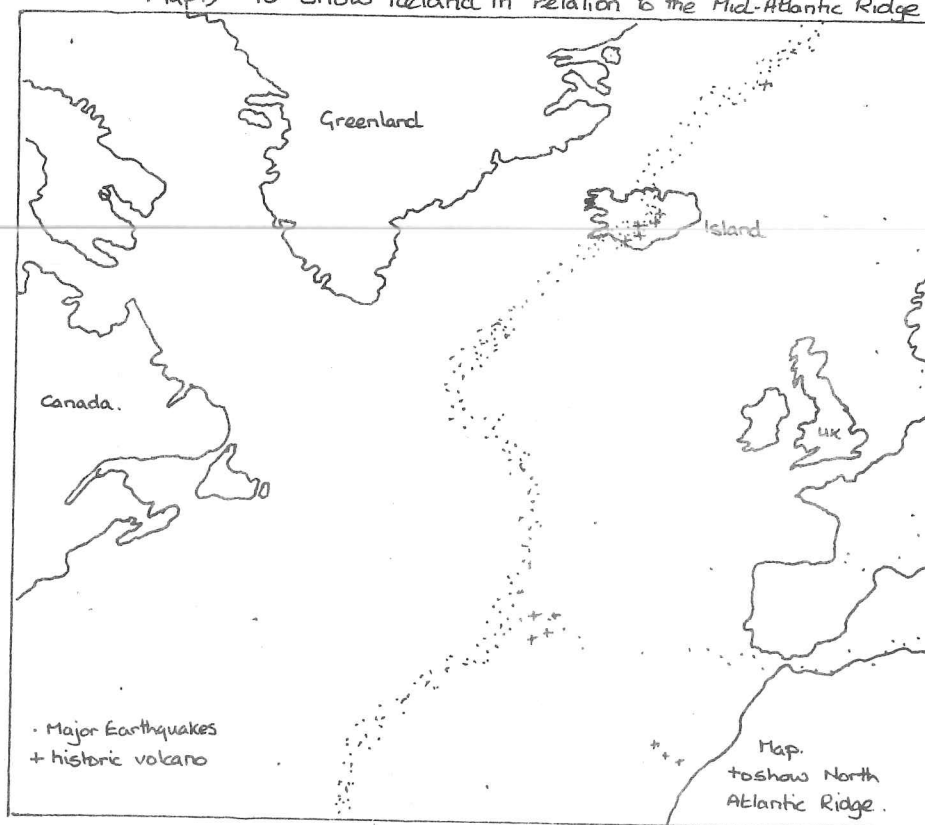 to show Iceland in relation to the Mid-Atlantic Ridge
Greenland
Island
Canada.
UK
. Major Earthquakes
+ historic volcano
Map.
to show North
Atlantic Ridge.